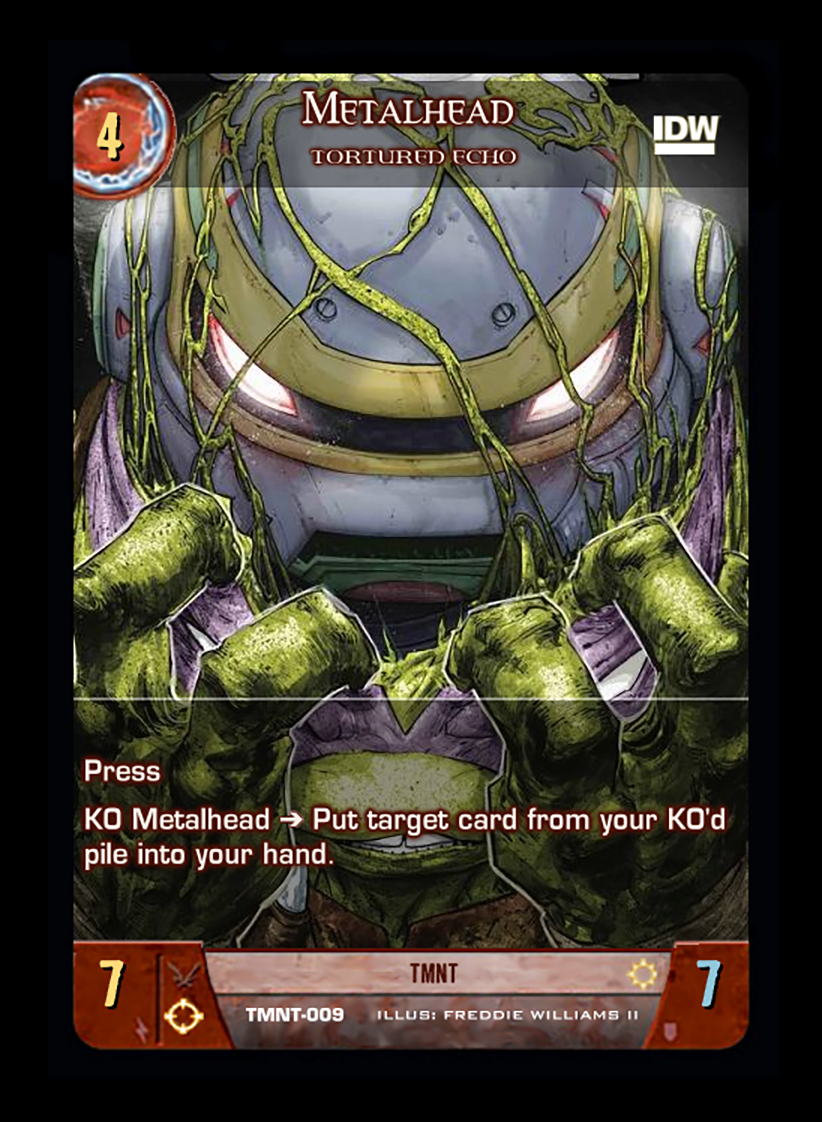 4
METALHEAD
TORTURED ECHO
IDW
Press
KO Metalhead ➔ Put target card from your KO'd
pile into your hand.
7
TMNT
7
TMNT-009 ILLUS: FREDDIE WILLIAMS II